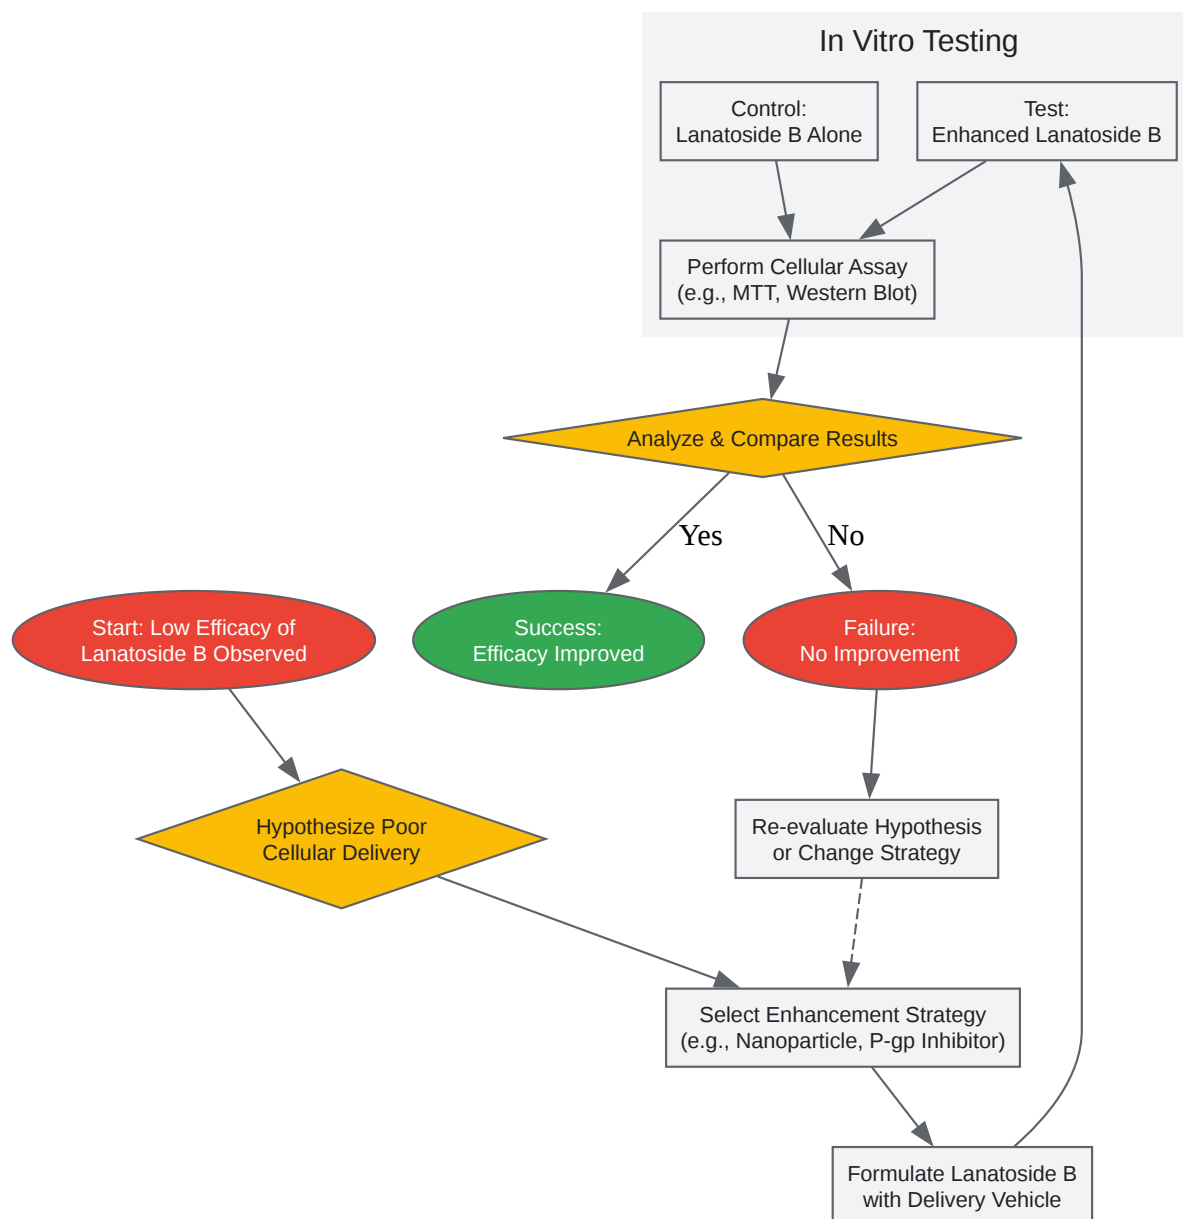 In Vitro Testing
Control:
Lanatoside B Alone
Test:
Enhanced Lanatoside B
Perform Cellular Assay
(e.g., MTT, Western Blot)
Analyze & Compare Results
Yes
No
Start: Low Efficacy of
Lanatoside B Observed
Success:
Efficacy Improved
Failure:
No Improvement
Hypothesize Poor
Cellular Delivery
Re-evaluate Hypothesis
or Change Strategy
Select Enhancement Strategy
(e.g., Nanoparticle, P-gp Inhibitor)
Formulate Lanatoside B
with Delivery Vehicle